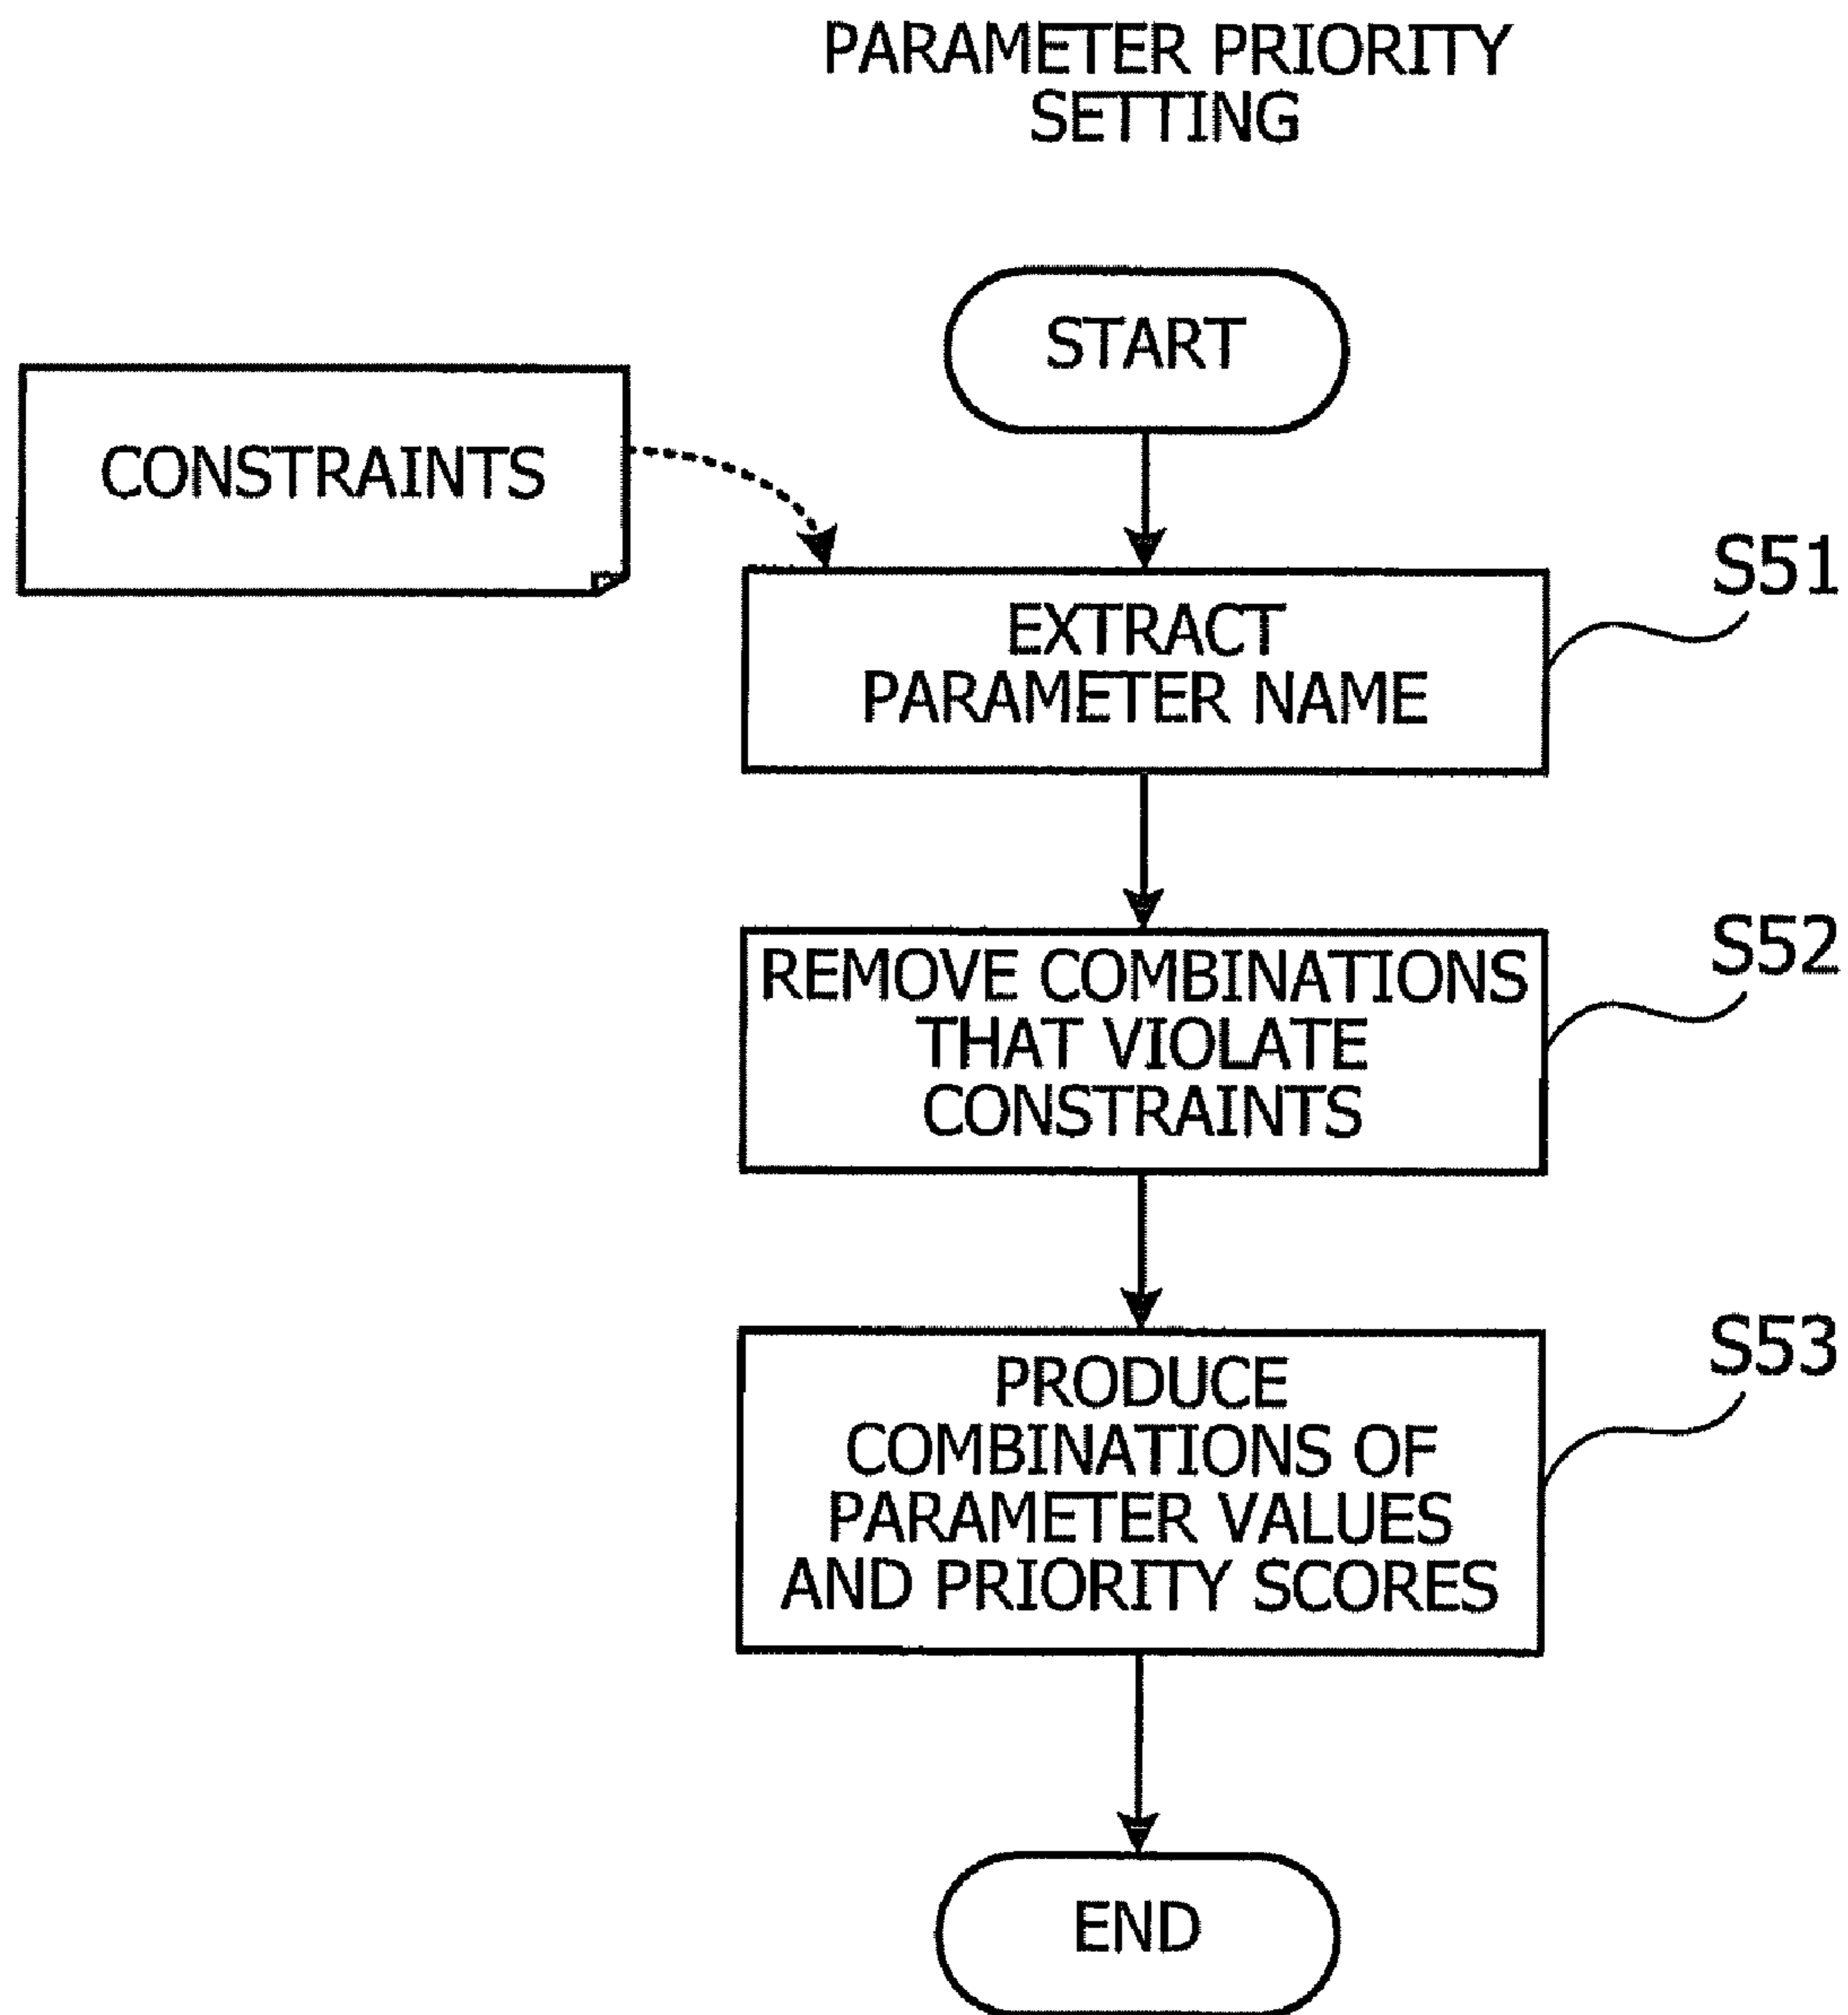 PARAMETER PRIORITY
SETTING
START
CONSTRAINTS
S51
EXTRACT
PARAMETER NAME
S52
REMOVE COMBINATIONS
THAT VIOLATE
CONSTRAINTS
S53
PRODUCE
COMBINATIONS OF
PARAMETER VALUES
AND PRIORITY SCORES
END